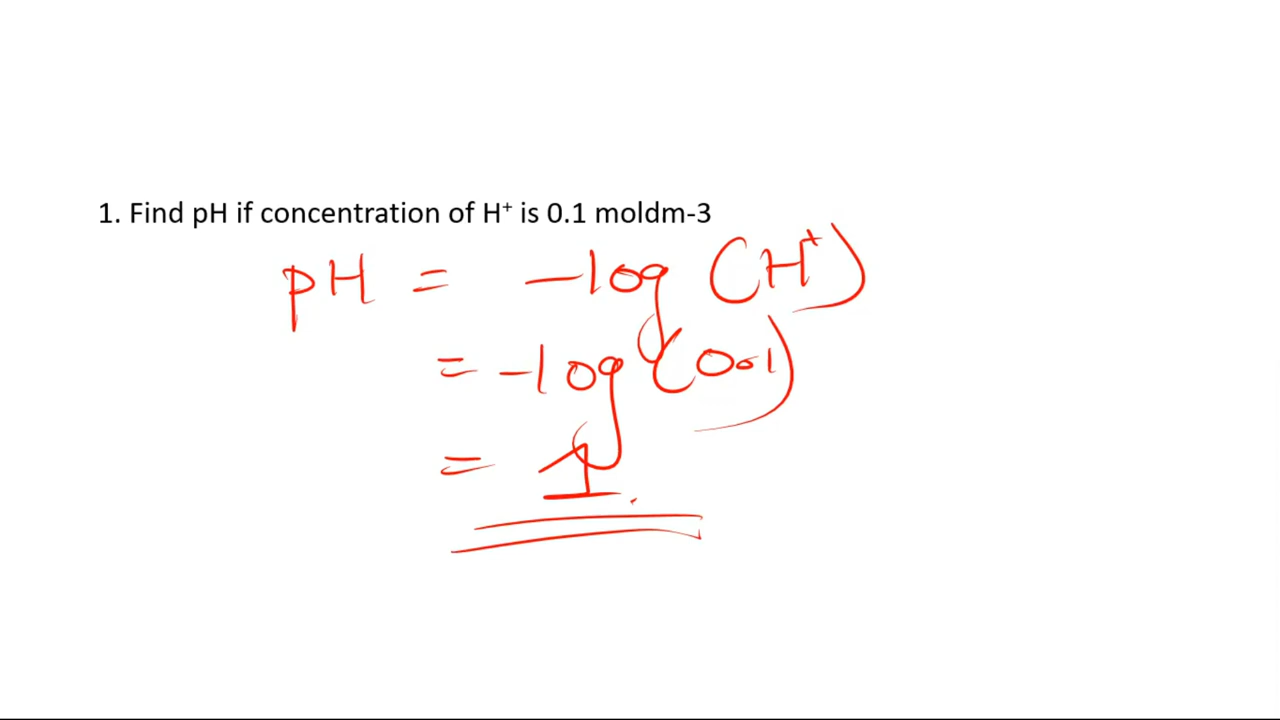 1. Find pH if concentration of H⁺ is 0.1 moldm-3
pH = -log (H⁺)
= -log (0.1)
= 1